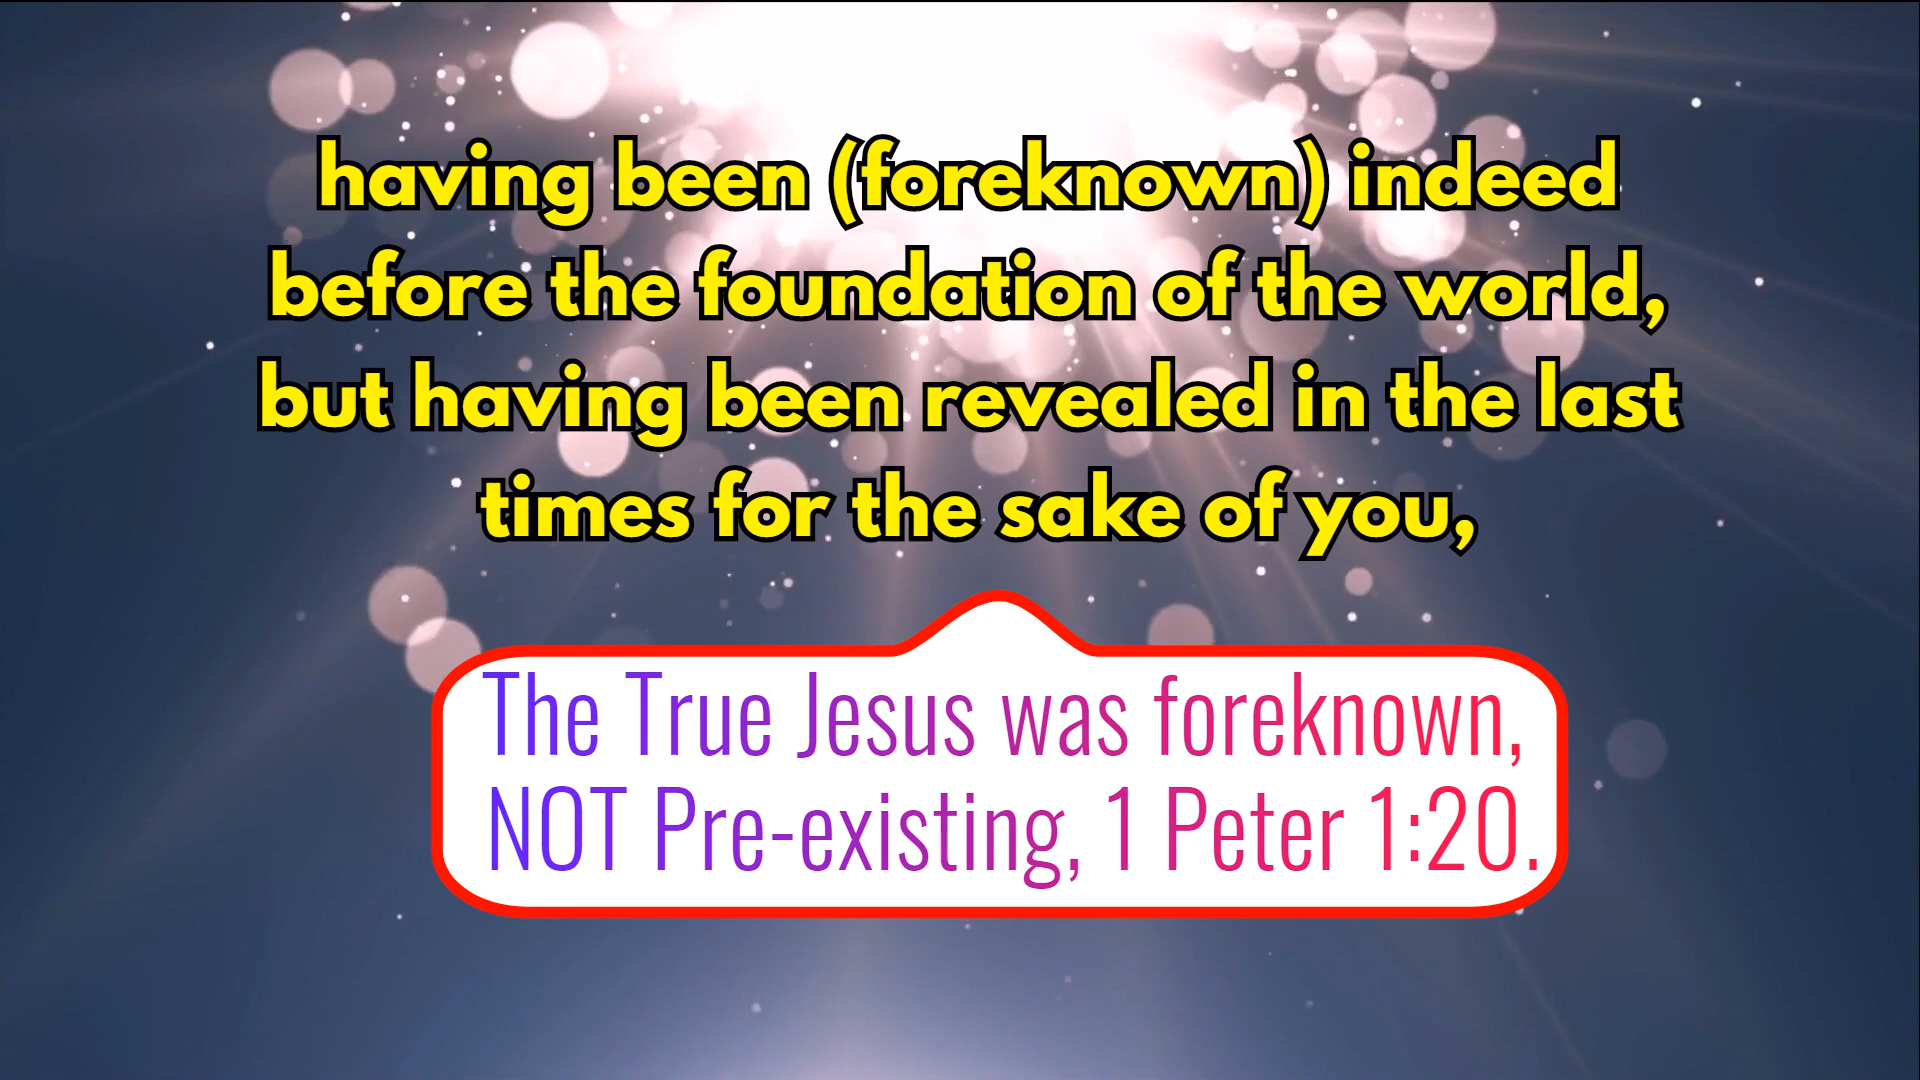 having been (foreknown) indeed
before the foundation of the world,
but having been revealed in the last
times for the sake of you,
The True Jesus was foreknown,
NOT Pre-existing, 1 Peter 1:20.